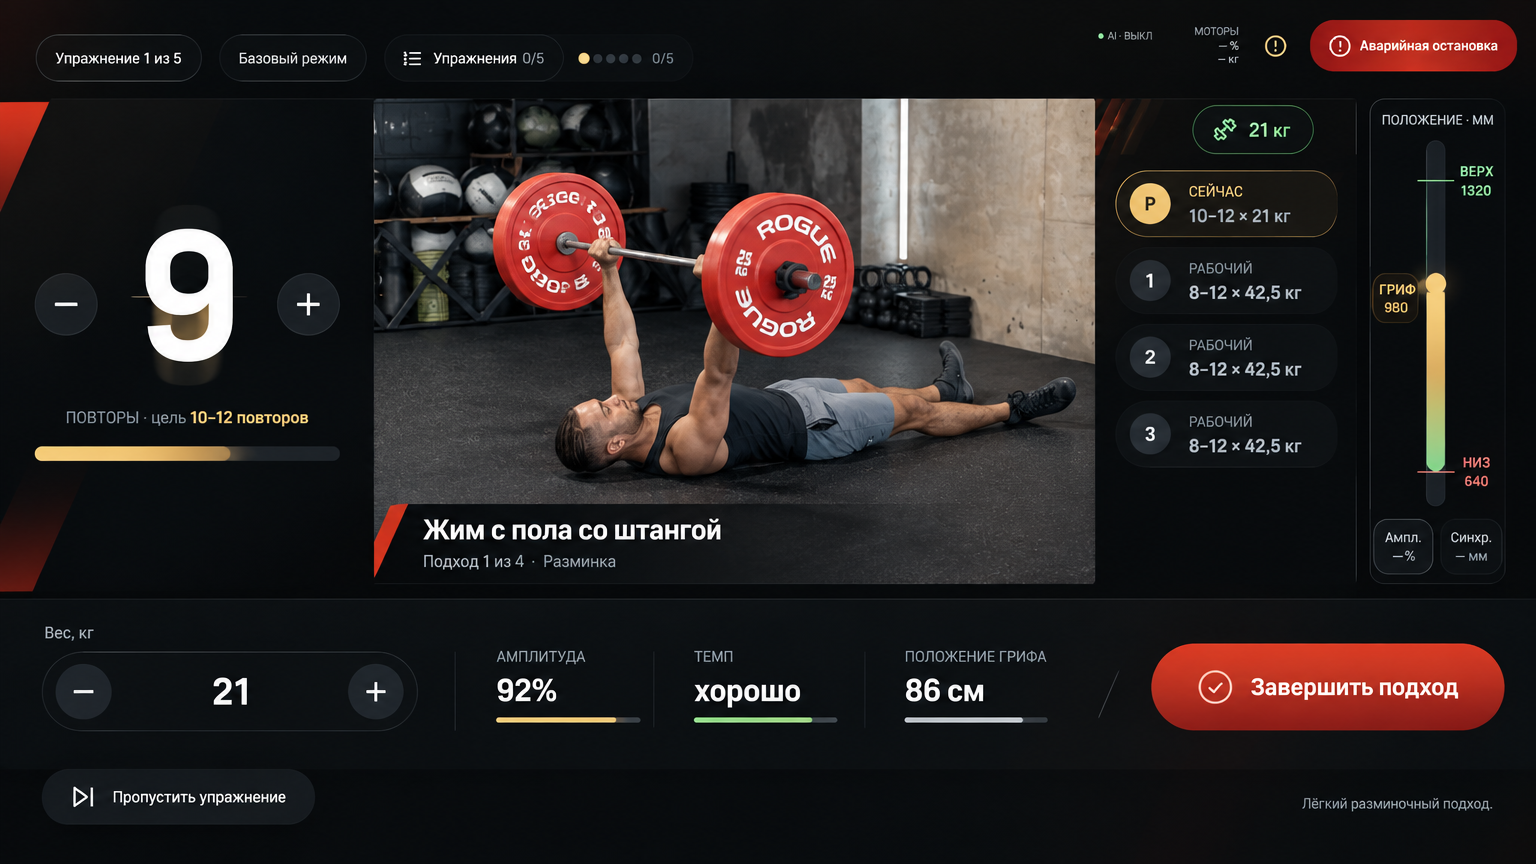 Упражнение 1 из 5
Базовый режим
Упражнения 0/5
0/5
AI · ВЫКЛ
МОТОРЫ
— %
— кг
Аварийная остановка
9
ПОВТОРЫ · цель 10–12 повторов
ROGUE
25
25
ROGUE
Жим с пола со штангой
Подход 1 из 4 · Разминка
21 кг
Р
СЕЙЧАС
10–12 × 21 кг
1
РАБОЧИЙ
8–12 × 42,5 кг
2
РАБОЧИЙ
8–12 × 42,5 кг
3
РАБОЧИЙ
8–12 × 42,5 кг
ПОЛОЖЕНИЕ · ММ
ВЕРХ
1320
ГРИФ
980
НИЗ
640
Ампл.
—%
Синхр.
— мм
Вес, кг
21
АМПЛИТУДА
92%
ТЕМП
хорошо
ПОЛОЖЕНИЕ ГРИФА
86 см
Завершить подход
Пропустить упражнение
Лёгкий разминочный подход.